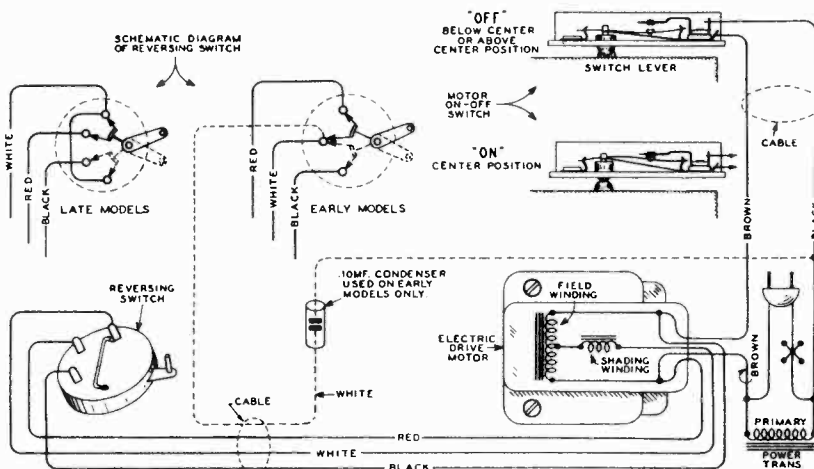 SCHEMATIC DIAGRAM
OF REVERSING SWITCH
"OFF"
BELOW CENTER
OR ABOVE
CENTER POSITION
SWITCH LEVER
MOTOR
ON-OFF
SWITCH
CABLE
"ON"
CENTER POSITION
WHITE
RED
BLACK
LATE MODELS
RED
WHITE
BLACK
EARLY MODELS
BROWN
BLACK
REVERSING
SWITCH
.10MF. CONDENSER
USED ON EARLY
MODELS ONLY.
FIELD
WINDING
ELECTRIC
DRIVE
MOTOR
SHADING
WINDING
BROWN
WHITE
CABLE
RED
WHITE
BLACK
PRIMARY
POWER
TRANS